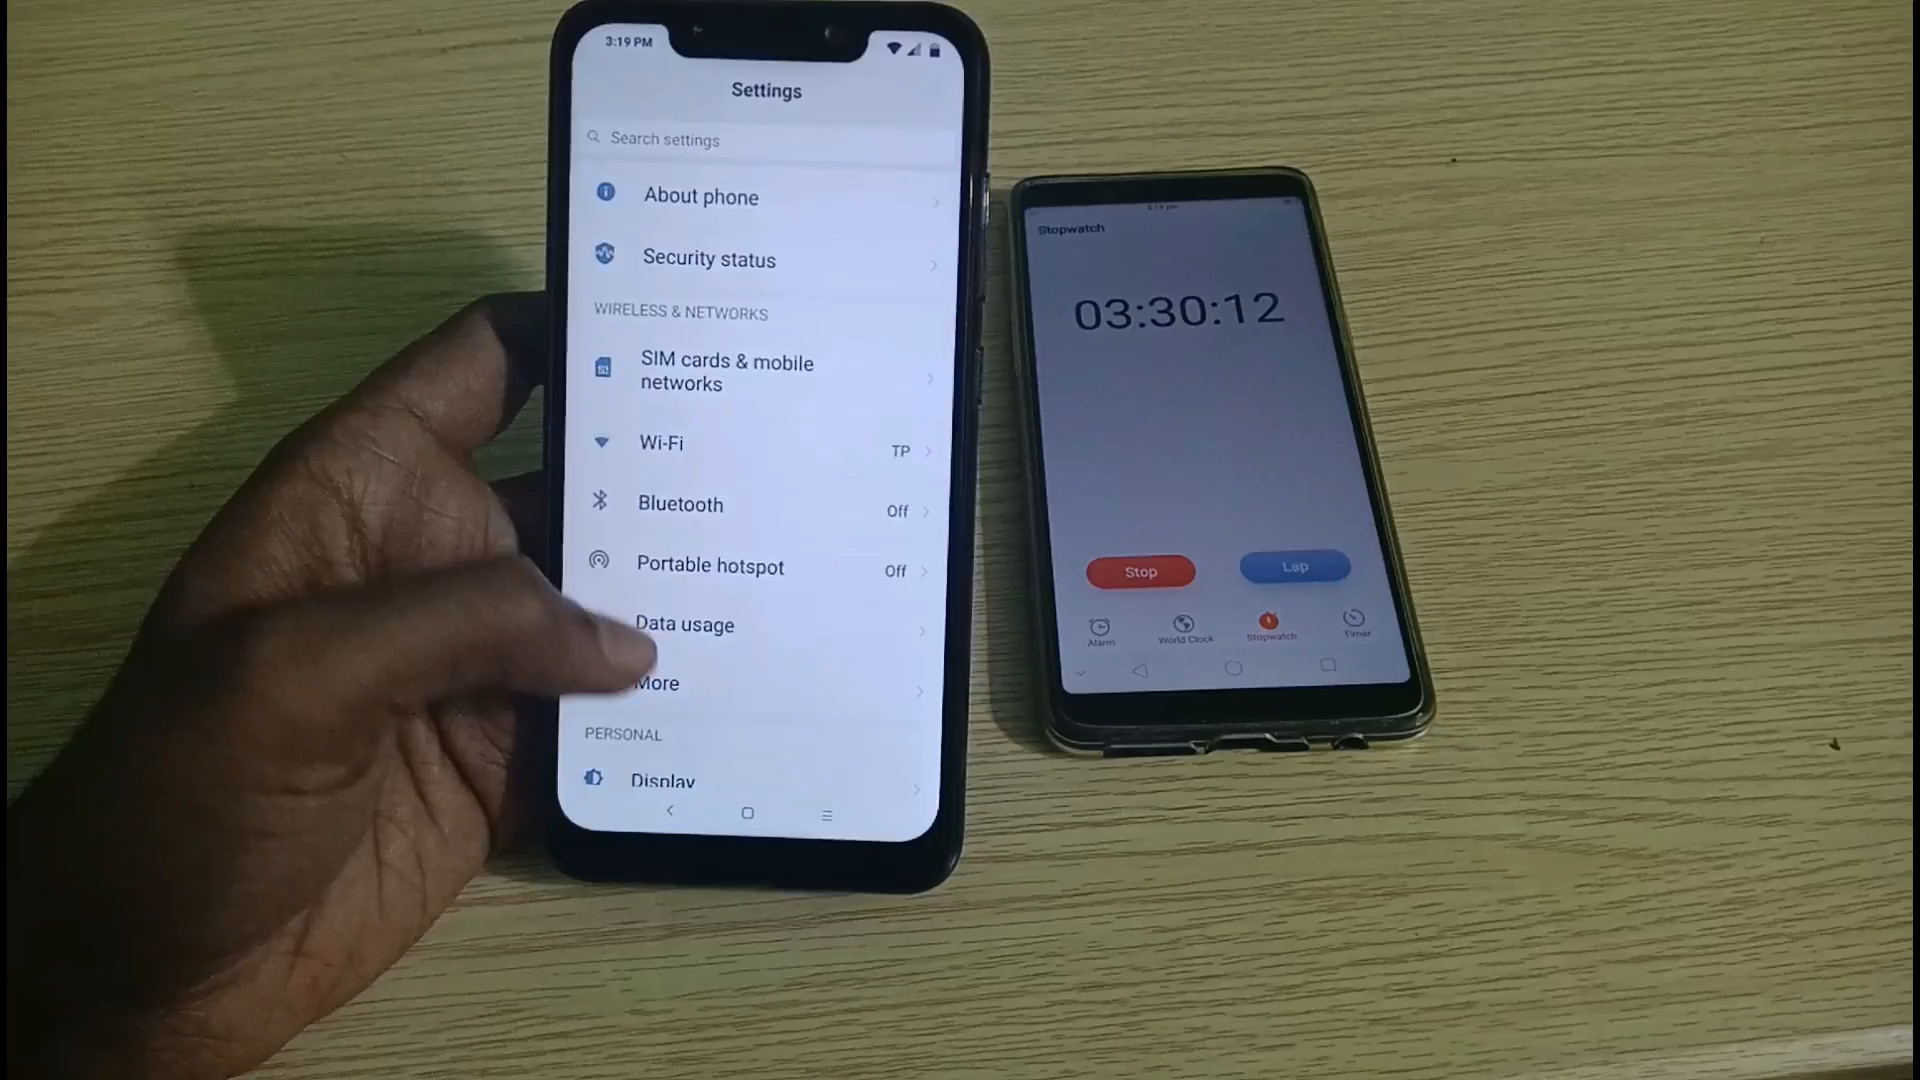 3:19 PM
Settings
Search settings
About phone
Security status
WIRELESS & NETWORKS
SIM cards & mobile
networks
Wi-Fi
TP
Bluetooth
Off
Portable hotspot
Off
Data usage
More
PERSONAL
Display
Stopwatch
03:30:12
Stop
Lap
Alarm
World Clock
Stopwatch
Timer